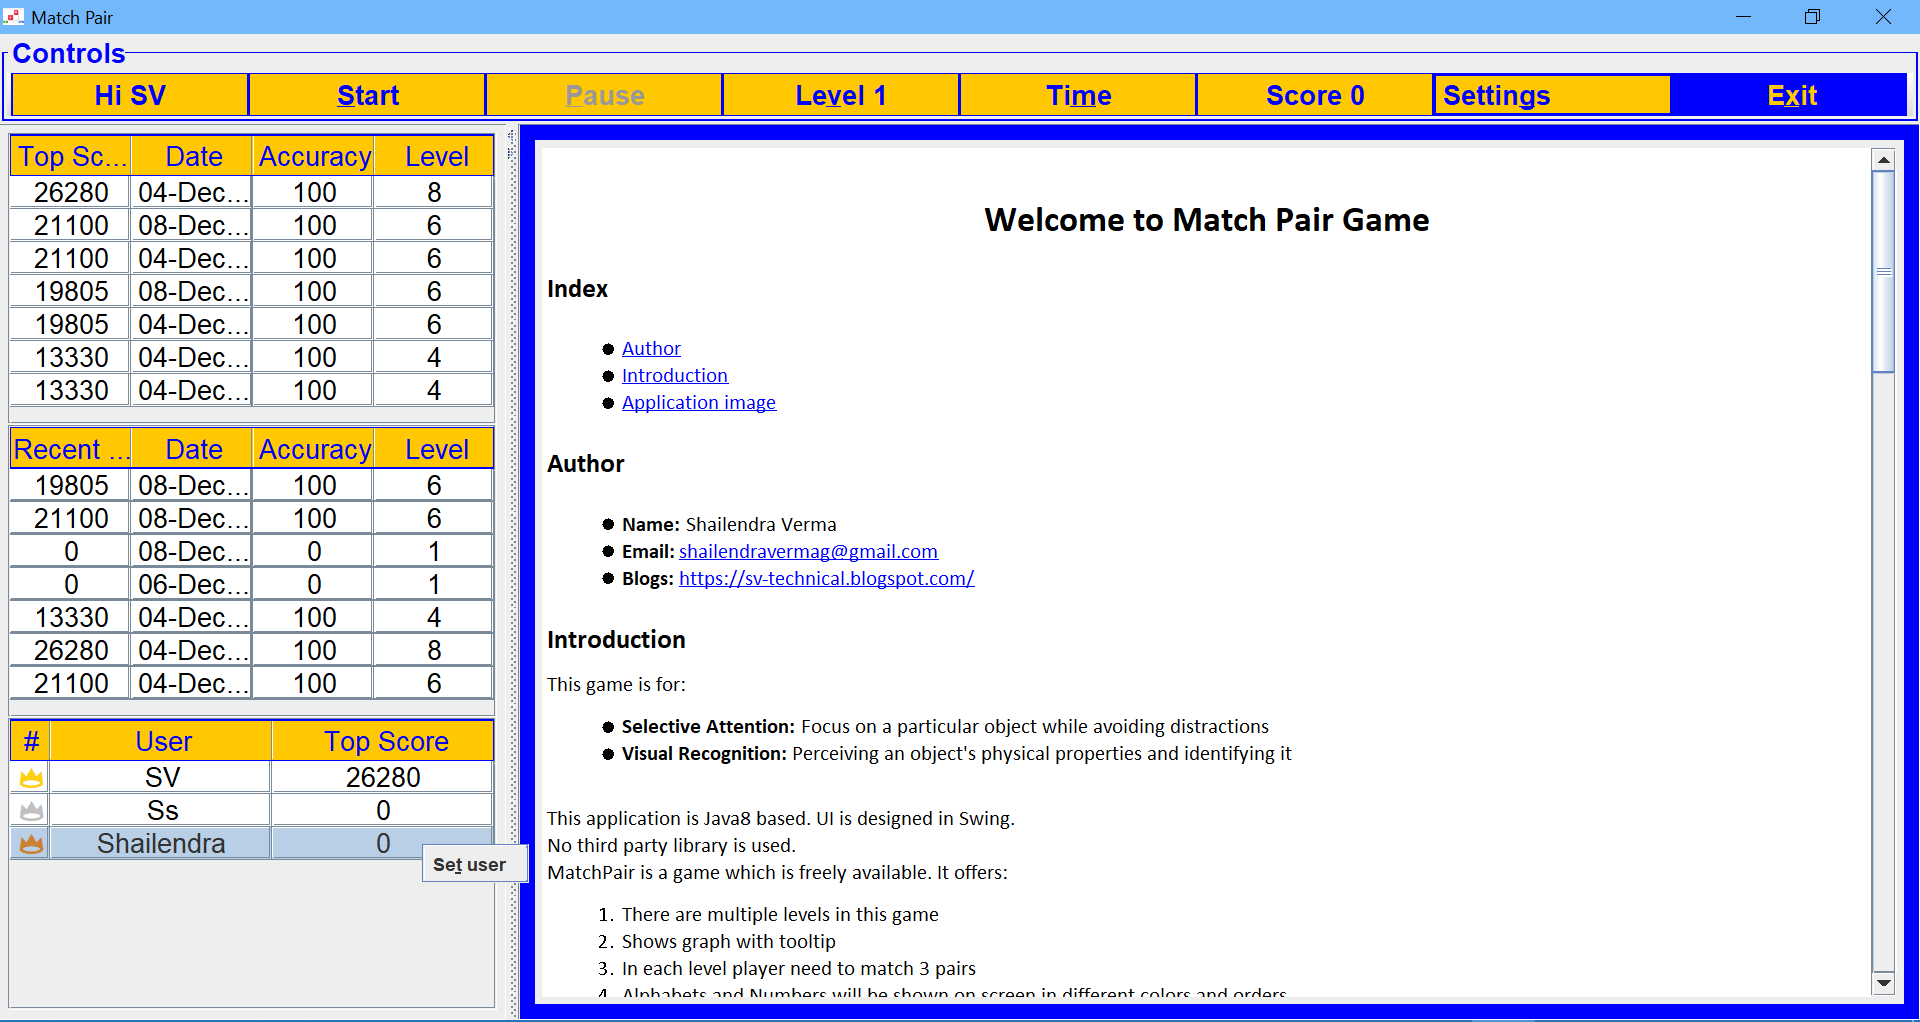 Match Pair
Controls
Hi SV Start Pause Level 1 Time Score 0 Settings Exit
Top Sc... Date Accuracy Level
26280 04-Dec... 100 8
21100 08-Dec... 100 6
21100 04-Dec... 100 6
19805 08-Dec... 100 6
19805 04-Dec... 100 6
13330 04-Dec... 100 4
13330 04-Dec... 100 4
Recent ... Date Accuracy Level
19805 08-Dec... 100 6
21100 08-Dec... 100 6
0 08-Dec... 0 1
0 06-Dec... 0 1
13330 04-Dec... 100 4
26280 04-Dec... 100 8
21100 04-Dec... 100 6
# User Top Score
SV 26280
Ss 0
Shailendra 0
Set user
Welcome to Match Pair Game
Index
● Author
● Introduction
● Application image
Author
● Name: Shailendra Verma
● Email: shailendravermag@gmail.com
● Blogs: https://sv-technical.blogspot.com/
Introduction
This game is for:
● Selective Attention: Focus on a particular object while avoiding distractions
● Visual Recognition: Perceiving an object's physical properties and identifying it
This application is Java8 based. UI is designed in Swing.
No third party library is used.
MatchPair is a game which is freely available. It offers:
1. There are multiple levels in this game
2. Shows graph with tooltip
3. In each level player need to match 3 pairs
4. Alphabets and Numbers will be shown on screen in different colors and orders